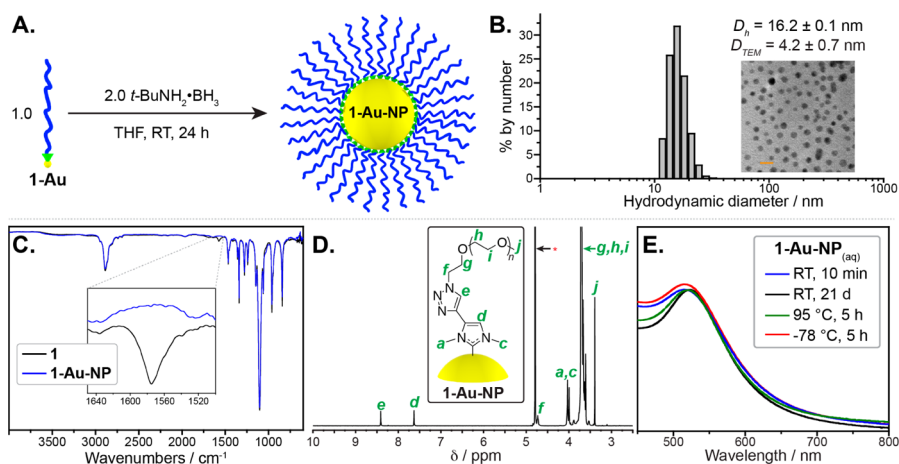 A.
1.0
2.0 t-BuNH₂•BH₃
THF, RT, 24 h
1-Au
1-Au-NP
B.
Dₕ = 16.2 ± 0.1 nm
D_TEM = 4.2 ± 0.7 nm
% by number
30
25
20
15
10
5
0
1 10 100 1000
Hydrodynamic diameter / nm
C.
1640 1600 1560 1520
1
1-Au-NP
3500 3000 2500 2000 1500 1000
Wavenumbers / cm⁻¹
D.
h
O O j
i n
g
f
N e
N
N
d
a N N c
1-Au-NP
*
g,h,i
j
a,c
e d f
10 9 8 7 6 5 4 3
δ / ppm
E.
1-Au-NP(aq)
RT, 10 min
RT, 21 d
95 °C, 5 h
-78 °C, 5 h
500 600 700 800
Wavelength / nm